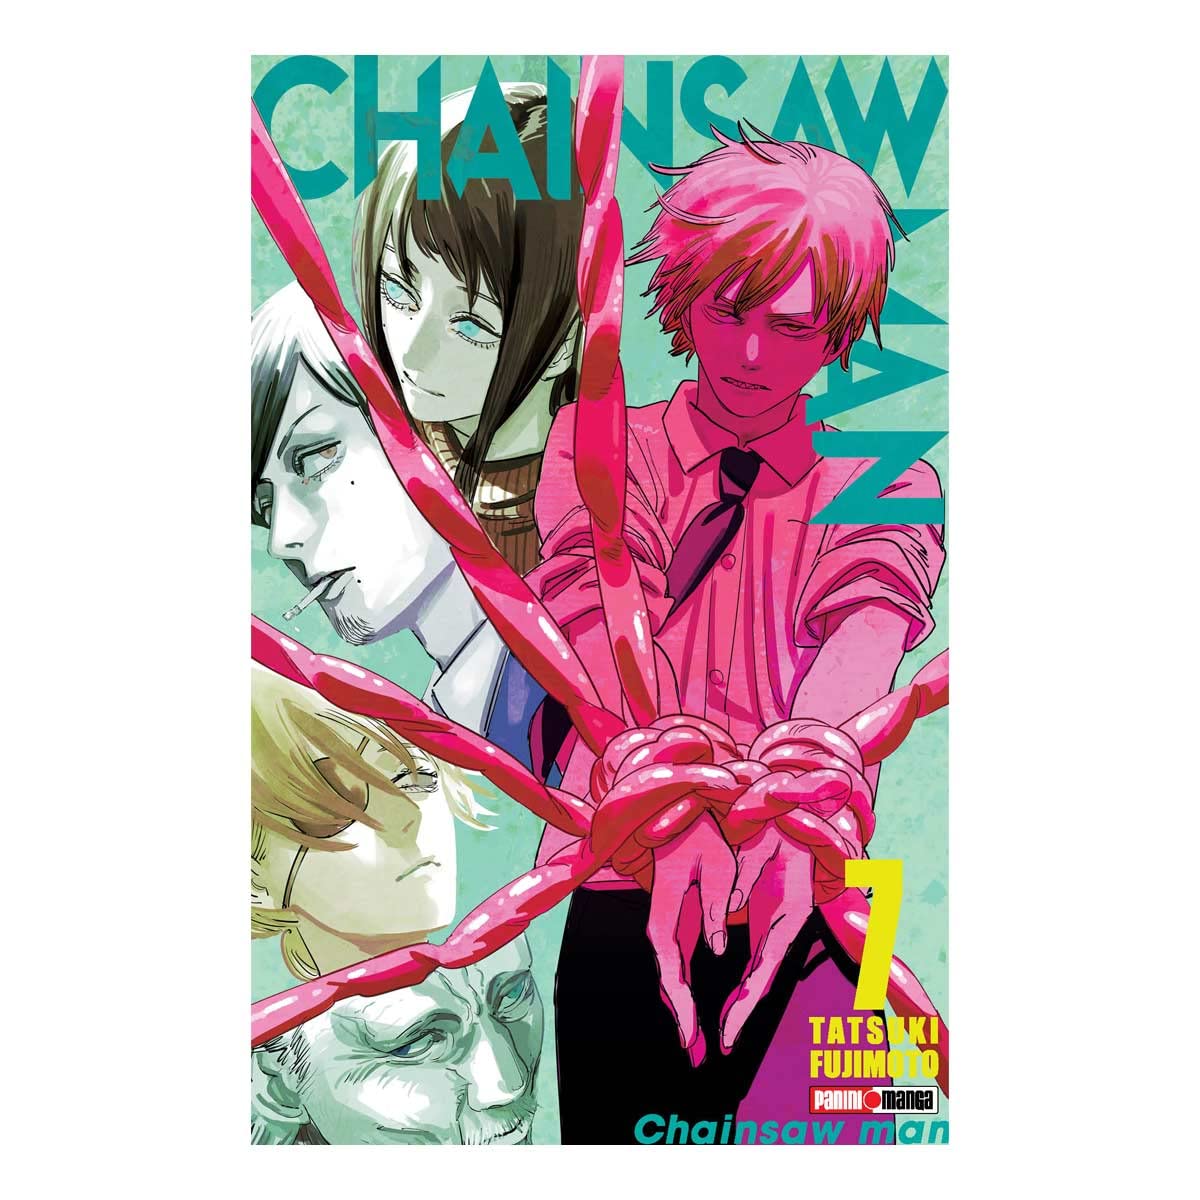 CHAINSAW
MAN
7
TATSUKI
FUJIMOTO
PANINI MANGA
Chainsaw man